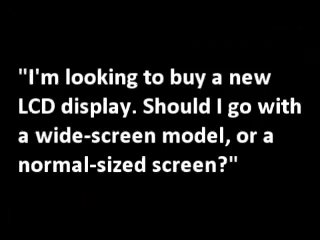 "I'm looking to buy a new
LCD display. Should I go with
a wide-screen model, or a
normal-sized screen?"